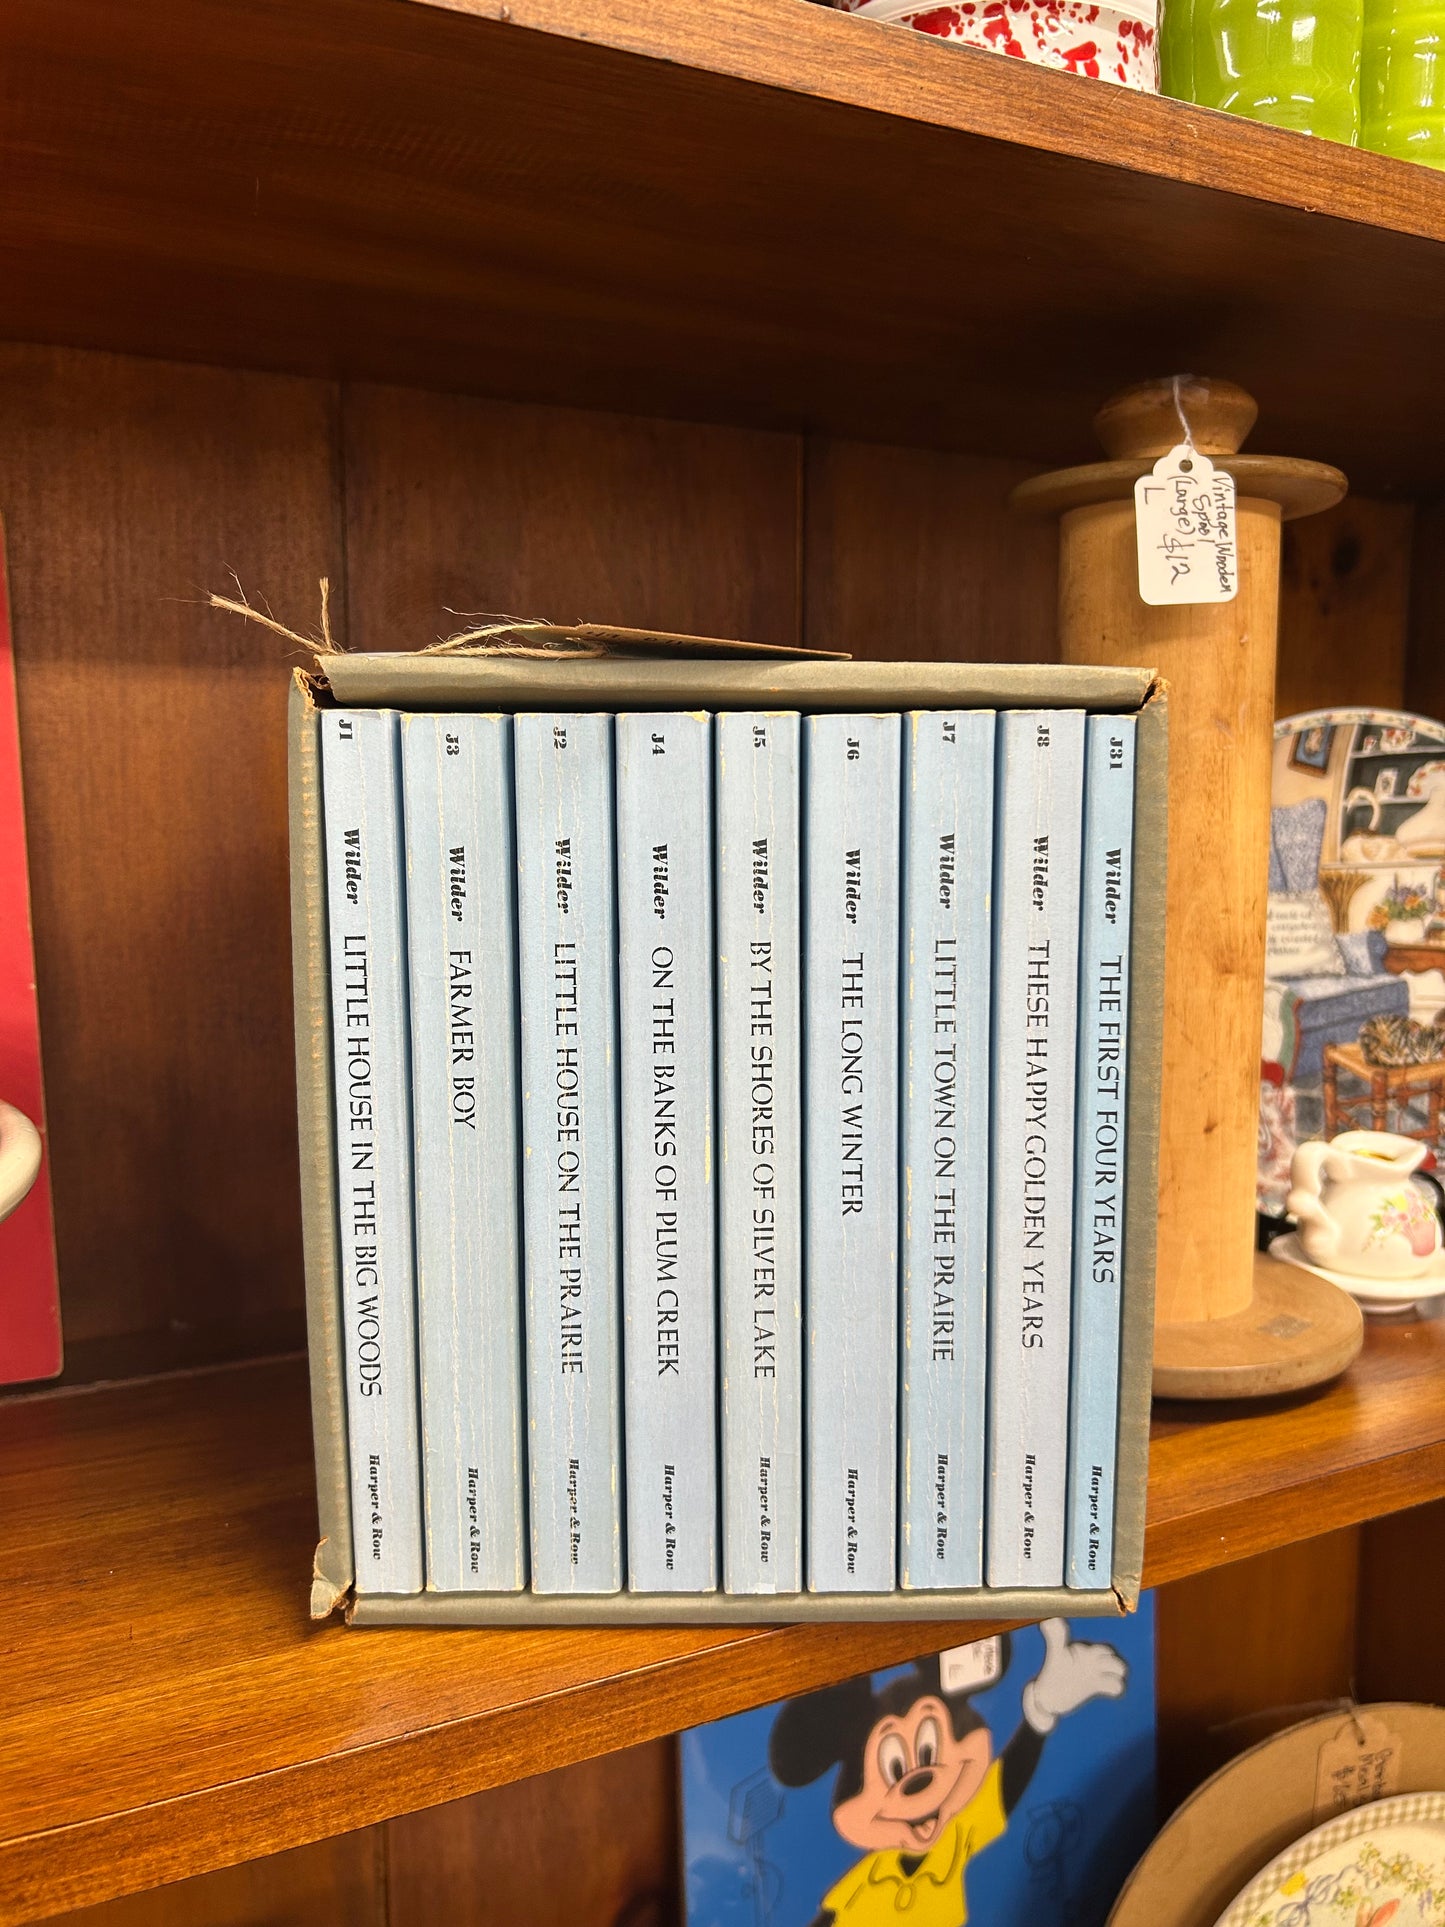 J1 Wilder LITTLE HOUSE IN THE BIG WOODS Harper & Row
J3 Wilder FARMER BOY Harper & Row
J2 Wilder LITTLE HOUSE ON THE PRAIRIE Harper & Row
J4 Wilder ON THE BANKS OF PLUM CREEK Harper & Row
J5 Wilder BY THE SHORES OF SILVER LAKE Harper & Row
J6 Wilder THE LONG WINTER Harper & Row
J7 Wilder LITTLE TOWN ON THE PRAIRIE Harper & Row
J8 Wilder THESE HAPPY GOLDEN YEARS Harper & Row
J31 Wilder THE FIRST FOUR YEARS Harper & Row
Vintage Wooden
Spool
(Large)
L $12